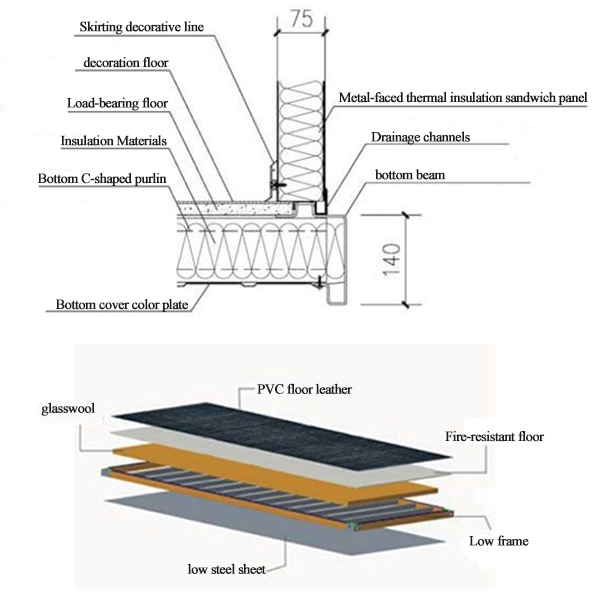 75
Skirting decorative line
decoration floor
Load-bearing floor
Metal-faced thermal insulation sandwich panel
Insulation Materials
Drainage channels
Bottom C-shaped purlin
bottom beam
140
Bottom cover color plate
PVC floor leather
glasswool
Fire-resistant floor
Low frame
low steel sheet